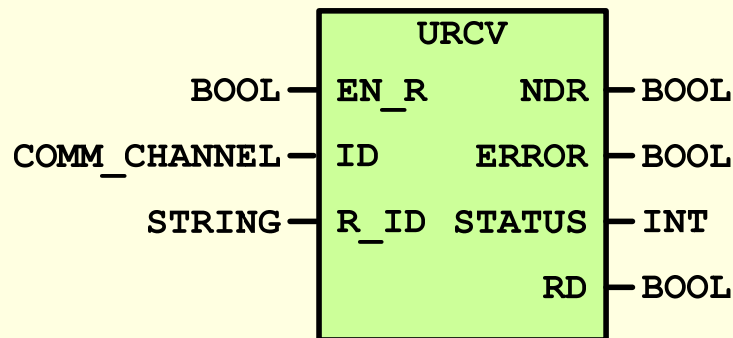 URCV
BOOL EN_R NDR BOOL
COMM_CHANNEL ID ERROR BOOL
STRING R_ID STATUS INT
RD BOOL